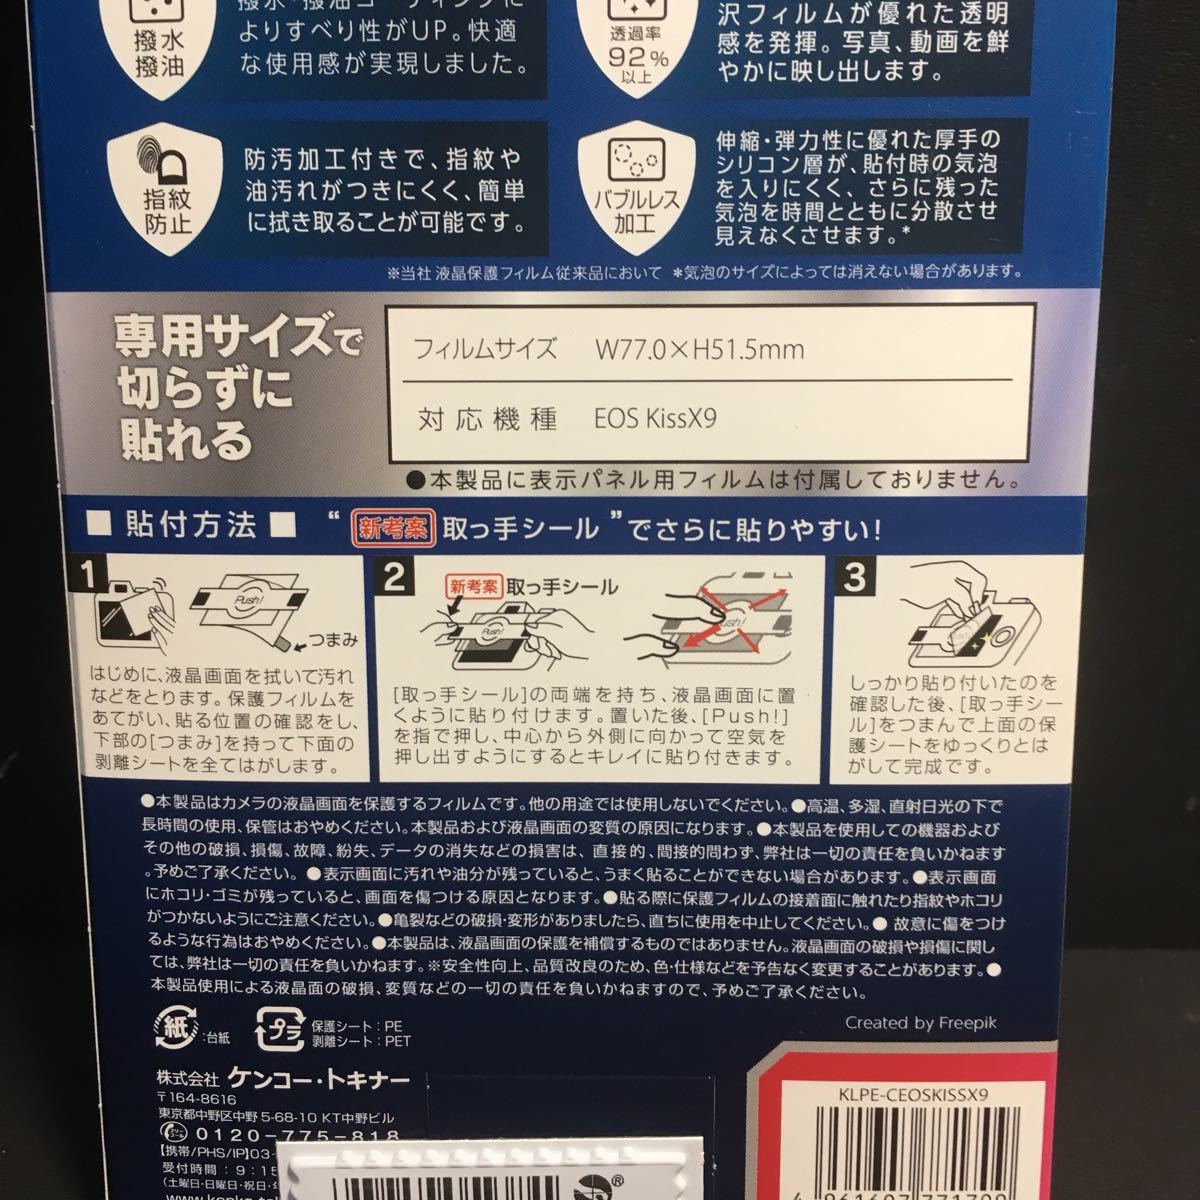 撥水
撥油
撥水・撥油コーティングに
よりすべり性がUP。快適
な使用感が実現しました。
透過率
92%
以上
沢フィルムが優れた透明
感を発揮。写真、動画を鮮
やかに映し出します。
指紋
防止
防汚加工付きで、指紋や
油汚れがつきにくく、簡単
に拭き取ることが可能です。
バブルレス
加工
伸縮・弾力性に優れた厚手の
シリコン層が、貼付時の気泡
を入りにくく、さらに残った
気泡を時間とともに分散させ
見えなくさせます。*
※当社 液晶保護フィルム従来品において *気泡のサイズによっては消えない場合があります。
専用サイズで
切らずに
貼れる
フィルムサイズ W77.0×H51.5mm
対応機種 EOS KissX9
●本製品に表示パネル用フィルムは付属しておりません。
■ 貼付方法 ■ “新考案 取っ手シール”でさらに貼りやすい!
1
Push!
つまみ
はじめに、液晶画面を拭いて汚れ
などをとります。保護フィルムを
あてがい、貼る位置の確認をし、
下部の[つまみ]を持って下面の
剥離シートを全てはがします。
2
新考案 取っ手シール
Push!
Push!
[取っ手シール]の両端を持ち、液晶画面に置
くように貼り付けます。置いた後、[Push!]
を指で押し、中心から外側に向かって空気を
押し出すようにするとキレイに貼り付きます。
3
しっかり貼り付いたのを
確認した後、[取っ手シー
ル]をつまんで上面の保
護シートをゆっくりとは
がして完成です。
●本製品はカメラの液晶画面を保護するフィルムです。他の用途では使用しないでください。●高温、多湿、直射日光の下で
長時間の使用、保管はおやめください。本製品および液晶画面の変質の原因になります。●本製品を使用しての機器および
その他の破損、損傷、故障、紛失、データの消失などの損害は、直接的、間接的問わず、弊社は一切の責任を負いかねます
。予めご了承ください。●表示画面に汚れや油分が残っていると、うまく貼ることができない場合があります。●表示画面
にホコリ・ゴミが残っていると、画面を傷つける原因となります。●貼る際に保護フィルムの接着面に触れたり指紋やホコリ
がつかないようにご注意ください。●亀裂などの破損・変形がありましたら、直ちに使用を中止してください。● 故意に傷をつけ
るような行為はおやめください。●本製品は、液晶画面の保護を補償するものではありません。液晶画面の破損や損傷に関し
ては、弊社は一切の責任を負いかねます。※安全性向上、品質改良のため、色・仕様などを予告なく変更することがあります。●
本製品使用による液晶面の破損、変質などの一切の責任を負いかねますので、予めご了承ください。
紙
:台紙
プラ
保護シート:PE
剥離シート:PET
Created by Freepik
株式会社 ケンコー・トキナー
〒164-8616
東京都中野区中野5-68-10 KT中野ビル
フリーコール 0120-775-818
【携帯/PHS/IP】03-
受付時間:9:15
(土曜日・日曜日・祝日・年
KLPE-CEOSKISSX9